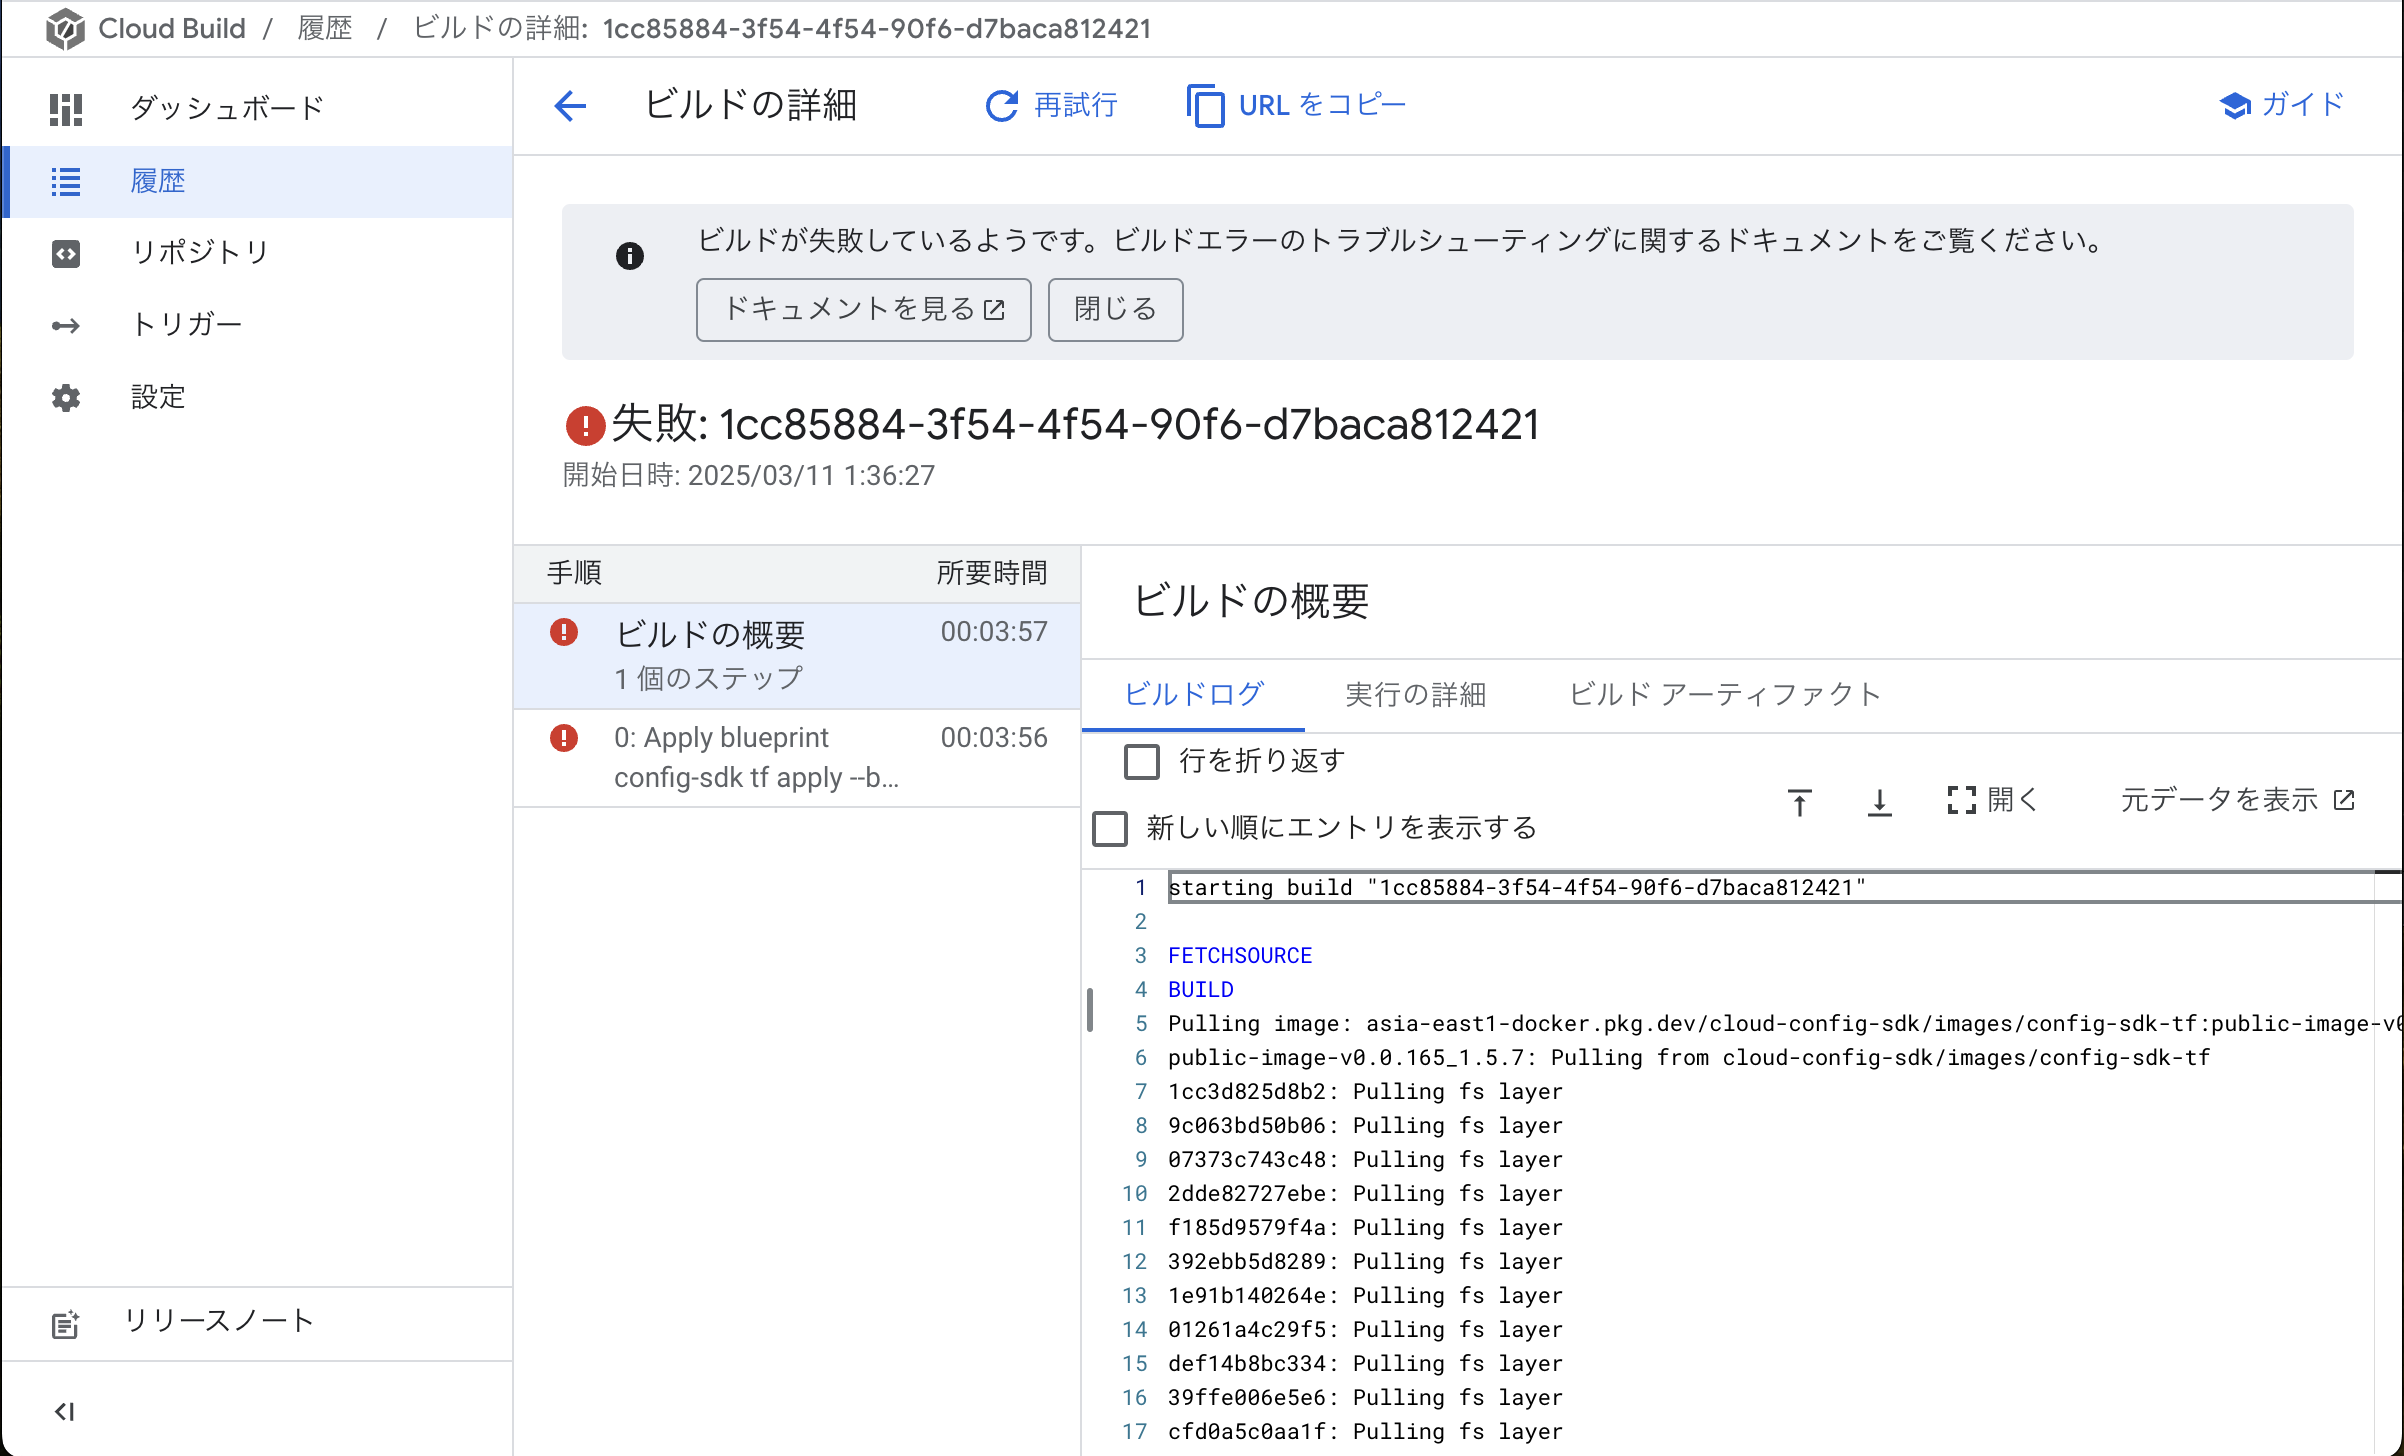 Cloud Build / 履歴 / ビルドの詳細: 1cc85884-3f54-4f54-90f6-d7baca812421
ダッシュボード
履歴
リポジトリ
トリガー
設定
リリースノート
ビルドの詳細 再試行 URL をコピー ガイド
ビルドが失敗しているようです。ビルドエラーのトラブルシューティングに関するドキュメントをご覧ください。
ドキュメントを見る 閉じる
失敗: 1cc85884-3f54-4f54-90f6-d7baca812421
開始日時: 2025/03/11 1:36:27
手順 所要時間
ビルドの概要 00:03:57
1 個のステップ
0: Apply blueprint 00:03:56
config-sdk tf apply --b...
ビルドの概要
ビルドログ 実行の詳細 ビルド アーティファクト
行を折り返す
新しい順にエントリを表示する
開く 元データを表示
1 starting build "1cc85884-3f54-4f54-90f6-d7baca812421"
2
3 FETCHSOURCE
4 BUILD
5 Pulling image: asia-east1-docker.pkg.dev/cloud-config-sdk/images/config-sdk-tf:public-image-v0
6 public-image-v0.0.165_1.5.7: Pulling from cloud-config-sdk/images/config-sdk-tf
7 1cc3d825d8b2: Pulling fs layer
8 9c063bd50b06: Pulling fs layer
9 07373c743c48: Pulling fs layer
10 2dde82727ebe: Pulling fs layer
11 f185d9579f4a: Pulling fs layer
12 392ebb5d8289: Pulling fs layer
13 1e91b140264e: Pulling fs layer
14 01261a4c29f5: Pulling fs layer
15 def14b8bc334: Pulling fs layer
16 39ffe006e5e6: Pulling fs layer
17 cfd0a5c0aa1f: Pulling fs layer